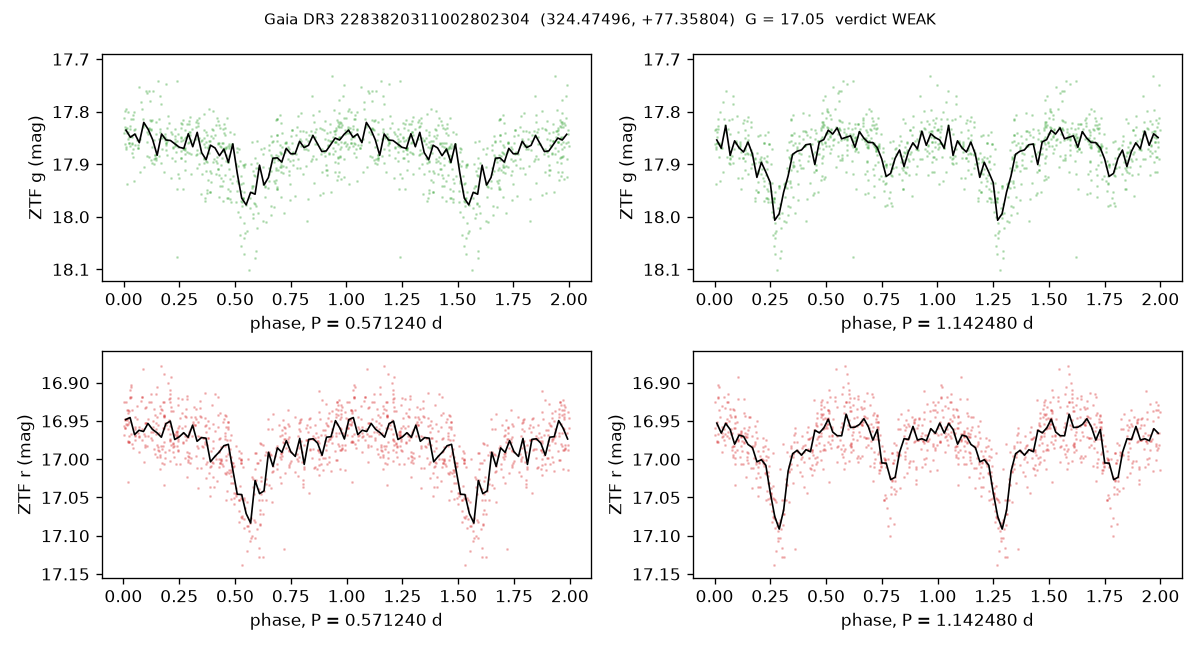 Gaia DR3 2283820311002802304  (324.47496, +77.35804)  G = 17.05  verdict WEAK
17.7
17.8
17.9
18.0
18.1
ZTF g (mag)
0.00 0.25 0.50 0.75 1.00 1.25 1.50 1.75 2.00
phase, P = 0.571240 d
17.7
17.8
17.9
18.0
18.1
ZTF g (mag)
0.00 0.25 0.50 0.75 1.00 1.25 1.50 1.75 2.00
phase, P = 1.142480 d
16.90
16.95
17.00
17.05
17.10
17.15
ZTF r (mag)
0.00 0.25 0.50 0.75 1.00 1.25 1.50 1.75 2.00
phase, P = 0.571240 d
16.90
16.95
17.00
17.05
17.10
17.15
ZTF r (mag)
0.00 0.25 0.50 0.75 1.00 1.25 1.50 1.75 2.00
phase, P = 1.142480 d